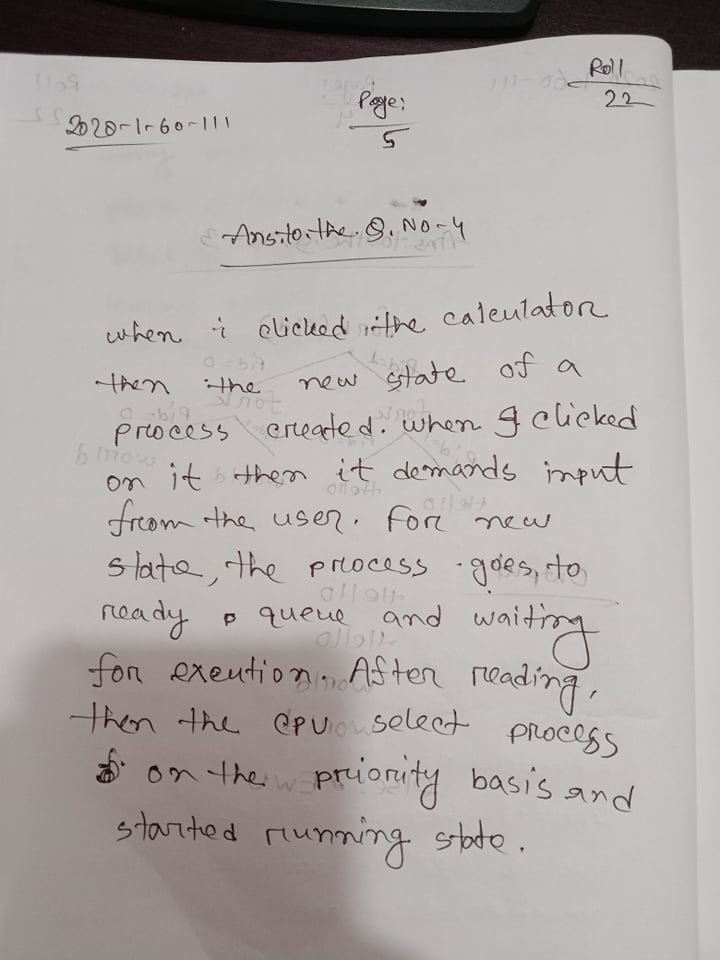 Roll
22
Page:
5
2020-1-60-111
Ans.to.the.Q.NO-4
when i clicked the calculator
then the new state of a
process created. when I clicked
on it then it demands input
from the user. For new
state, the process goes, to
ready queue and waiting
for exeution. After reading,
then the CPU select process
on the priority basis and
started running state.